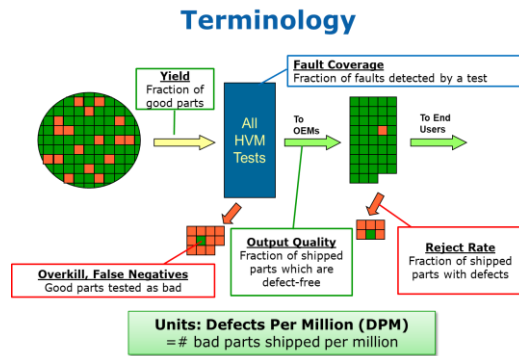 Terminology
Yield
Fraction of
good parts
Fault Coverage
Fraction of faults detected by a test
All
HVM
Tests
To
OEMs
To End
Users
Overkill, False Negatives
Good parts tested as bad
Output Quality
Fraction of shipped
parts which are
defect-free
Reject Rate
Fraction of shipped
parts with defects
Units: Defects Per Million (DPM)
=# bad parts shipped per million